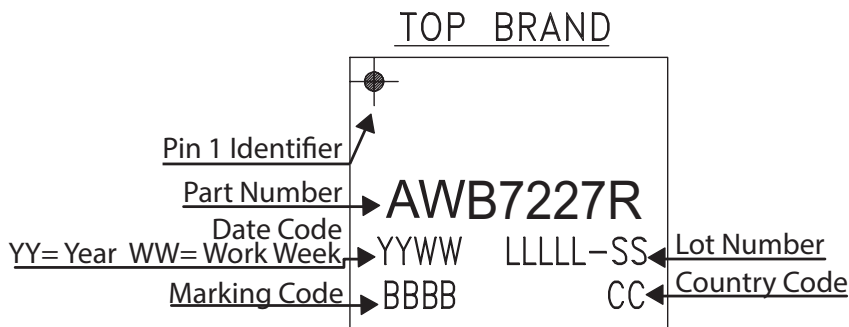 TOP BRAND
Pin 1 Identifier
Part Number
AWB7227R
Date Code
YY= Year WW= Work Week
YYWW LLLLL-SS
Lot Number
Marking Code
BBBB
CC
Country Code